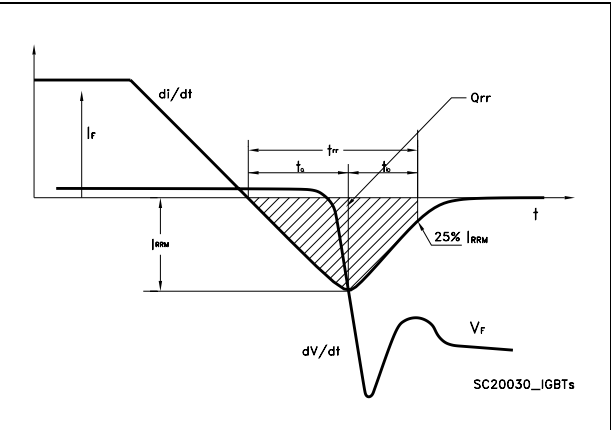 di/dt
Qrr
IF
trr
ta
tb
t
IRRM
25% IRRM
VF
dV/dt
SC20030_IGBTs